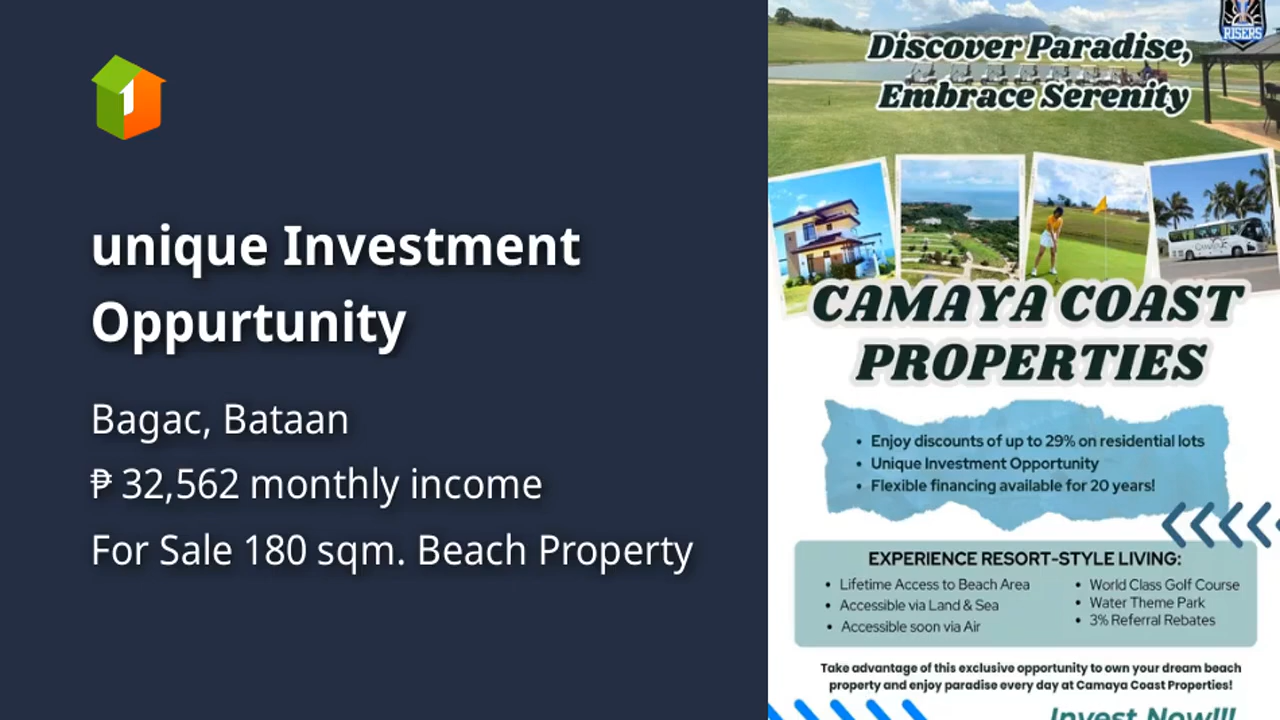 unique Investment
Oppurtunity
Bagac, Bataan
₱ 32,562 monthly income
For Sale 180 sqm. Beach Property
RISERS
Discover Paradise,
Embrace Serenity
CAMAYA COAST
PROPERTIES
• Enjoy discounts of up to 29% on residential lots
• Unique Investment Opportunity
• Flexible financing available for 20 years!
EXPERIENCE RESORT-STYLE LIVING:
• Lifetime Access to Beach Area
• Accessible via Land & Sea
• Accessible soon via Air
• World Class Golf Course
• Water Theme Park
• 3% Referral Rebates
Take advantage of this exclusive opportunity to own your dream beach
property and enjoy paradise every day at Camaya Coast Properties!
Invest Now!!!